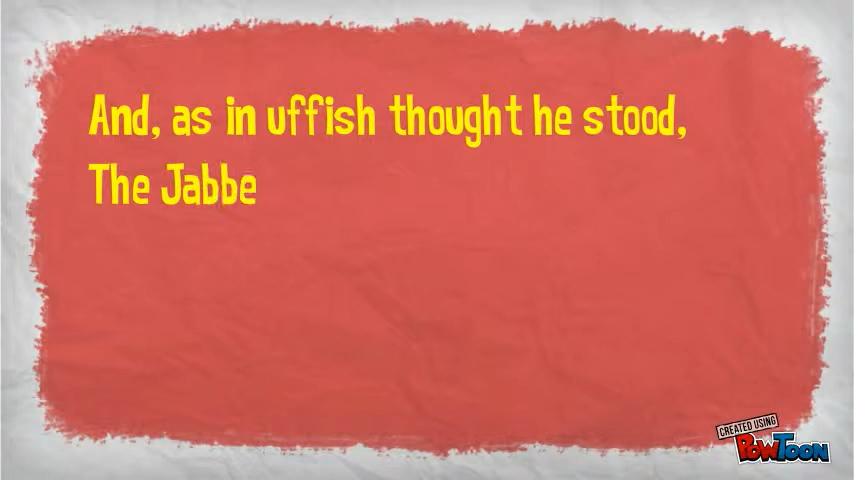 And, as in uffish thought he stood,
The Jabbe
CREATED USING
PowToon